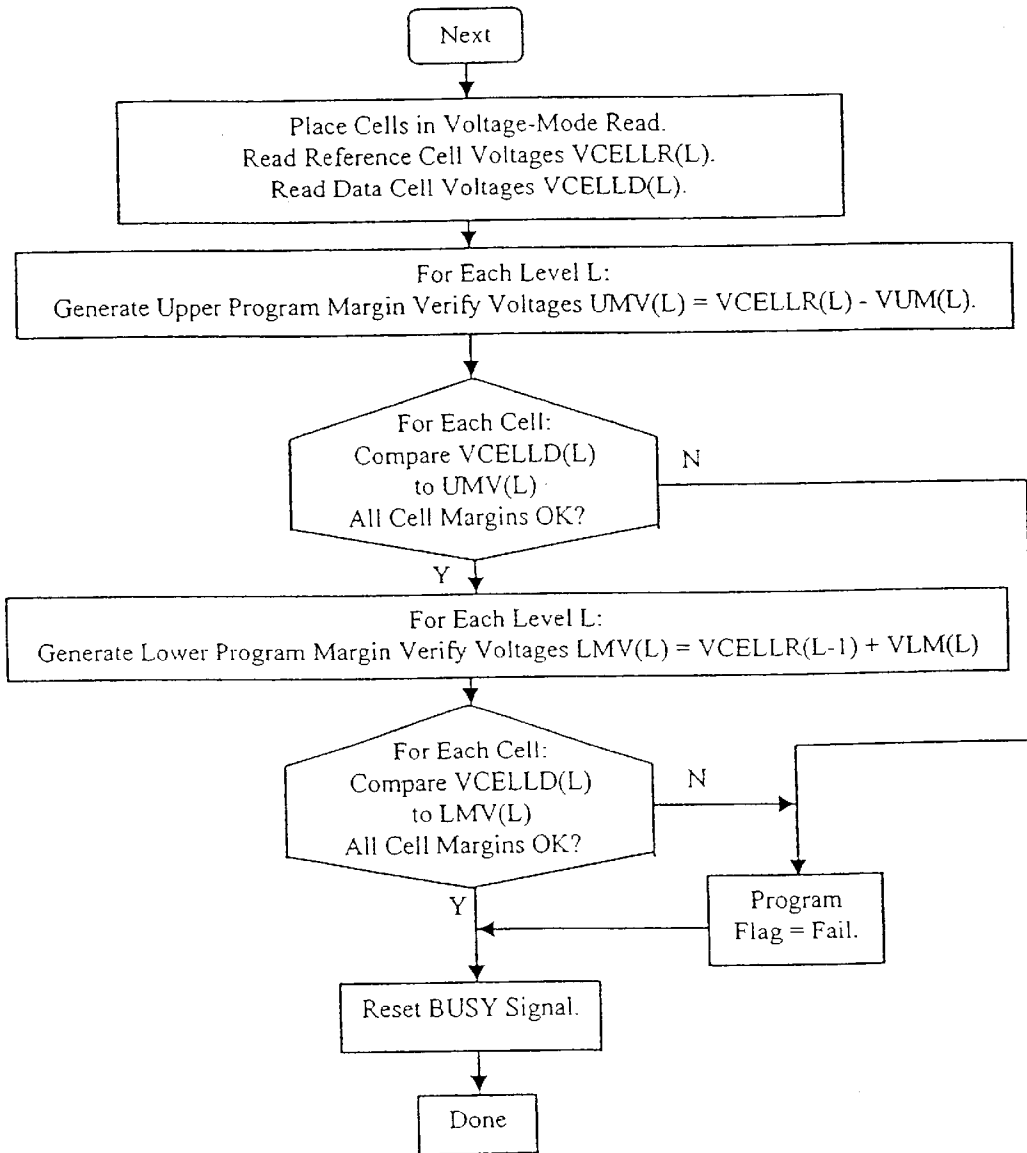 Next
Place Cells in Voltage-Mode Read.
Read Reference Cell Voltages VCELLR(L).
Read Data Cell Voltages VCELLD(L).
For Each Level L:
Generate Upper Program Margin Verify Voltages UMV(L) = VCELLR(L) - VUM(L).
For Each Cell:
Compare VCELLD(L)
to UMV(L)
All Cell Margins OK?
N
Y
For Each Level L:
Generate Lower Program Margin Verify Voltages LMV(L) = VCELLR(L-1) + VLM(L)
For Each Cell:
Compare VCELLD(L)
to LMV(L)
All Cell Margins OK?
N
Y
Program
Flag = Fail.
Reset BUSY Signal.
Done